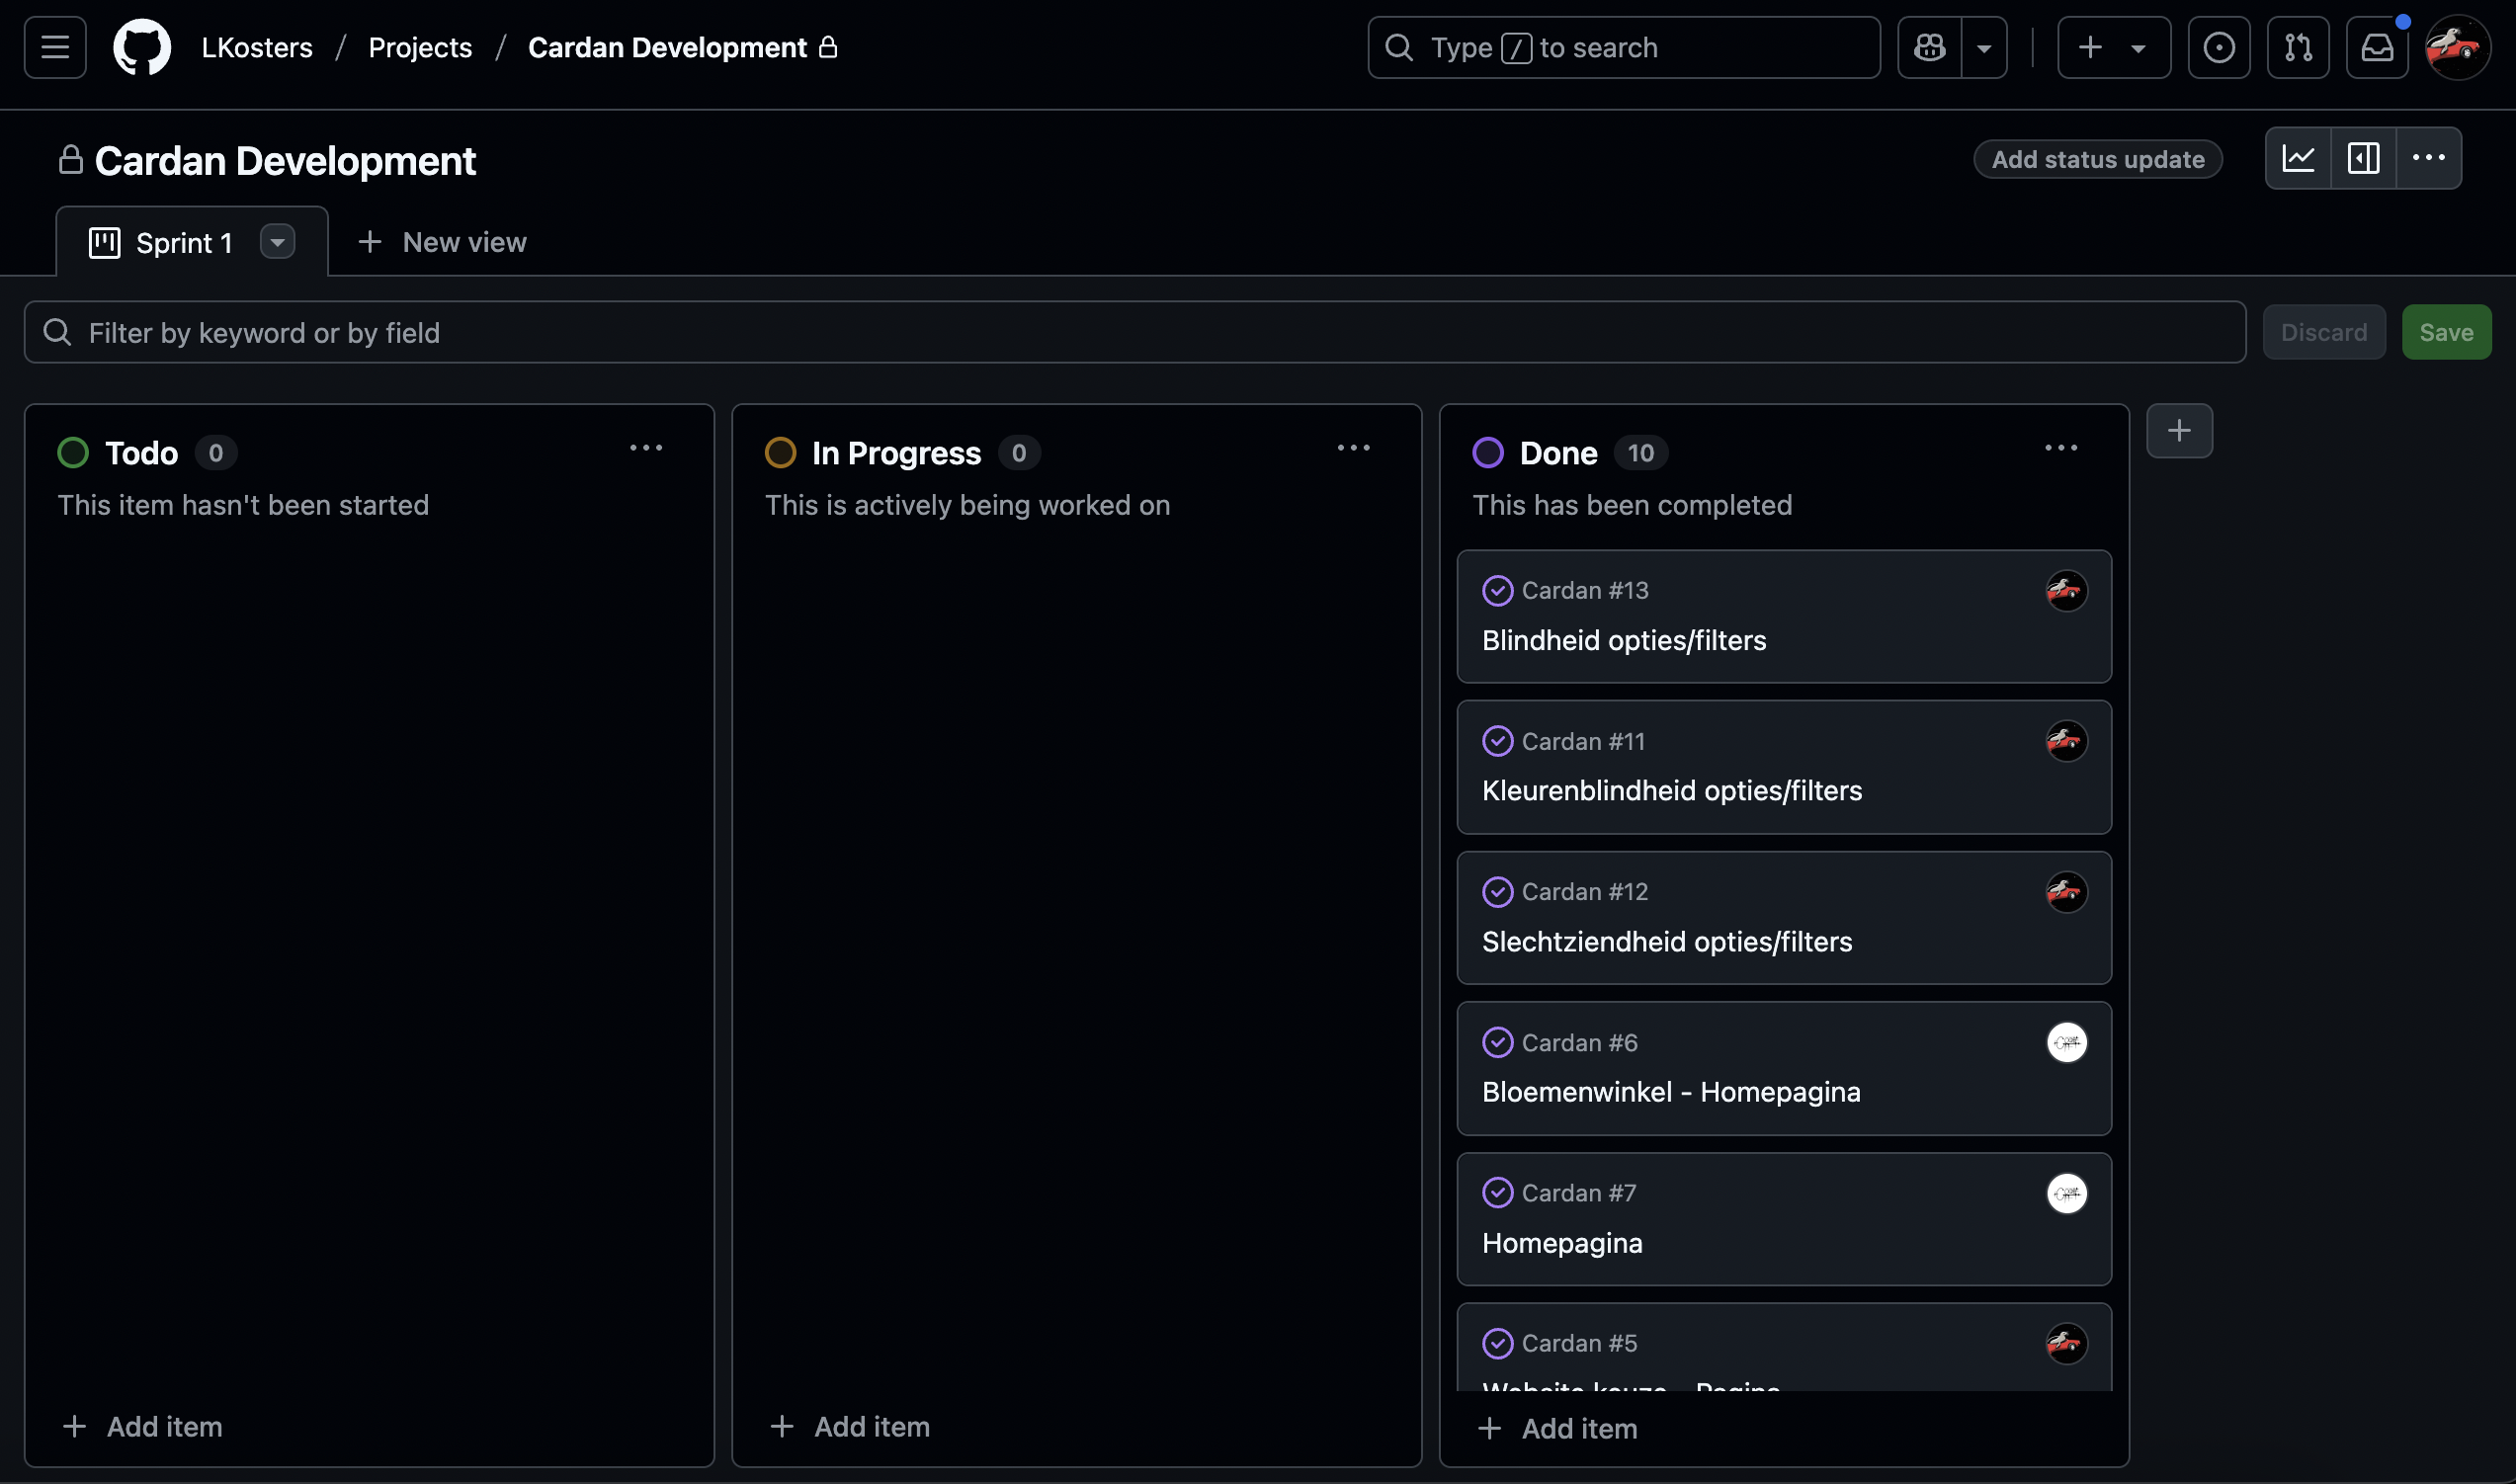 LKosters / Projects / Cardan Development
Type / to search
Cardan Development
Add status update
Sprint 1
New view
Filter by keyword or by field
Discard
Save
Todo 0
This item hasn't been started
Add item
In Progress 0
This is actively being worked on
Add item
Done 10
This has been completed
Cardan #13
Blindheid opties/filters
Cardan #11
Kleurenblindheid opties/filters
Cardan #12
Slechtziendheid opties/filters
Cardan #6
Bloemenwinkel - Homepagina
Cardan #7
Homepagina
Cardan #5
Website keuze - Pagina
Add item